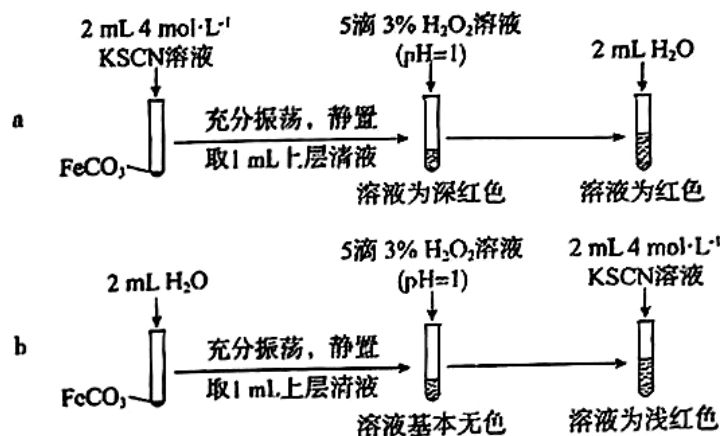 2 mL 4 mol·L⁻¹
KSCN溶液
5滴 3% H₂O₂溶液
(pH=1)
2 mL H₂O
a
充分振荡，静置
取1 mL上层清液
FeCO₃
溶液为深红色
溶液为红色
2 mL H₂O
5滴 3% H₂O₂溶液
(pH=1)
2 mL 4 mol·L⁻¹
KSCN溶液
b
充分振荡，静置
取1 mL上层清液
FeCO₃
溶液基本无色
溶液为浅红色